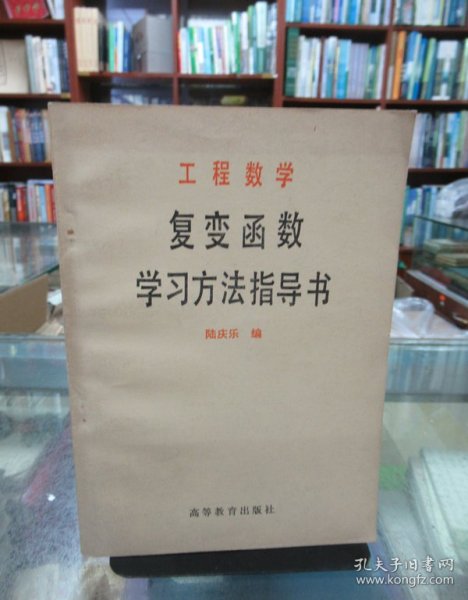 工程数学
复变函数
学习方法指导书
陆庆乐 编
高等教育出版社
孔夫子旧书网
www.kongfz.com